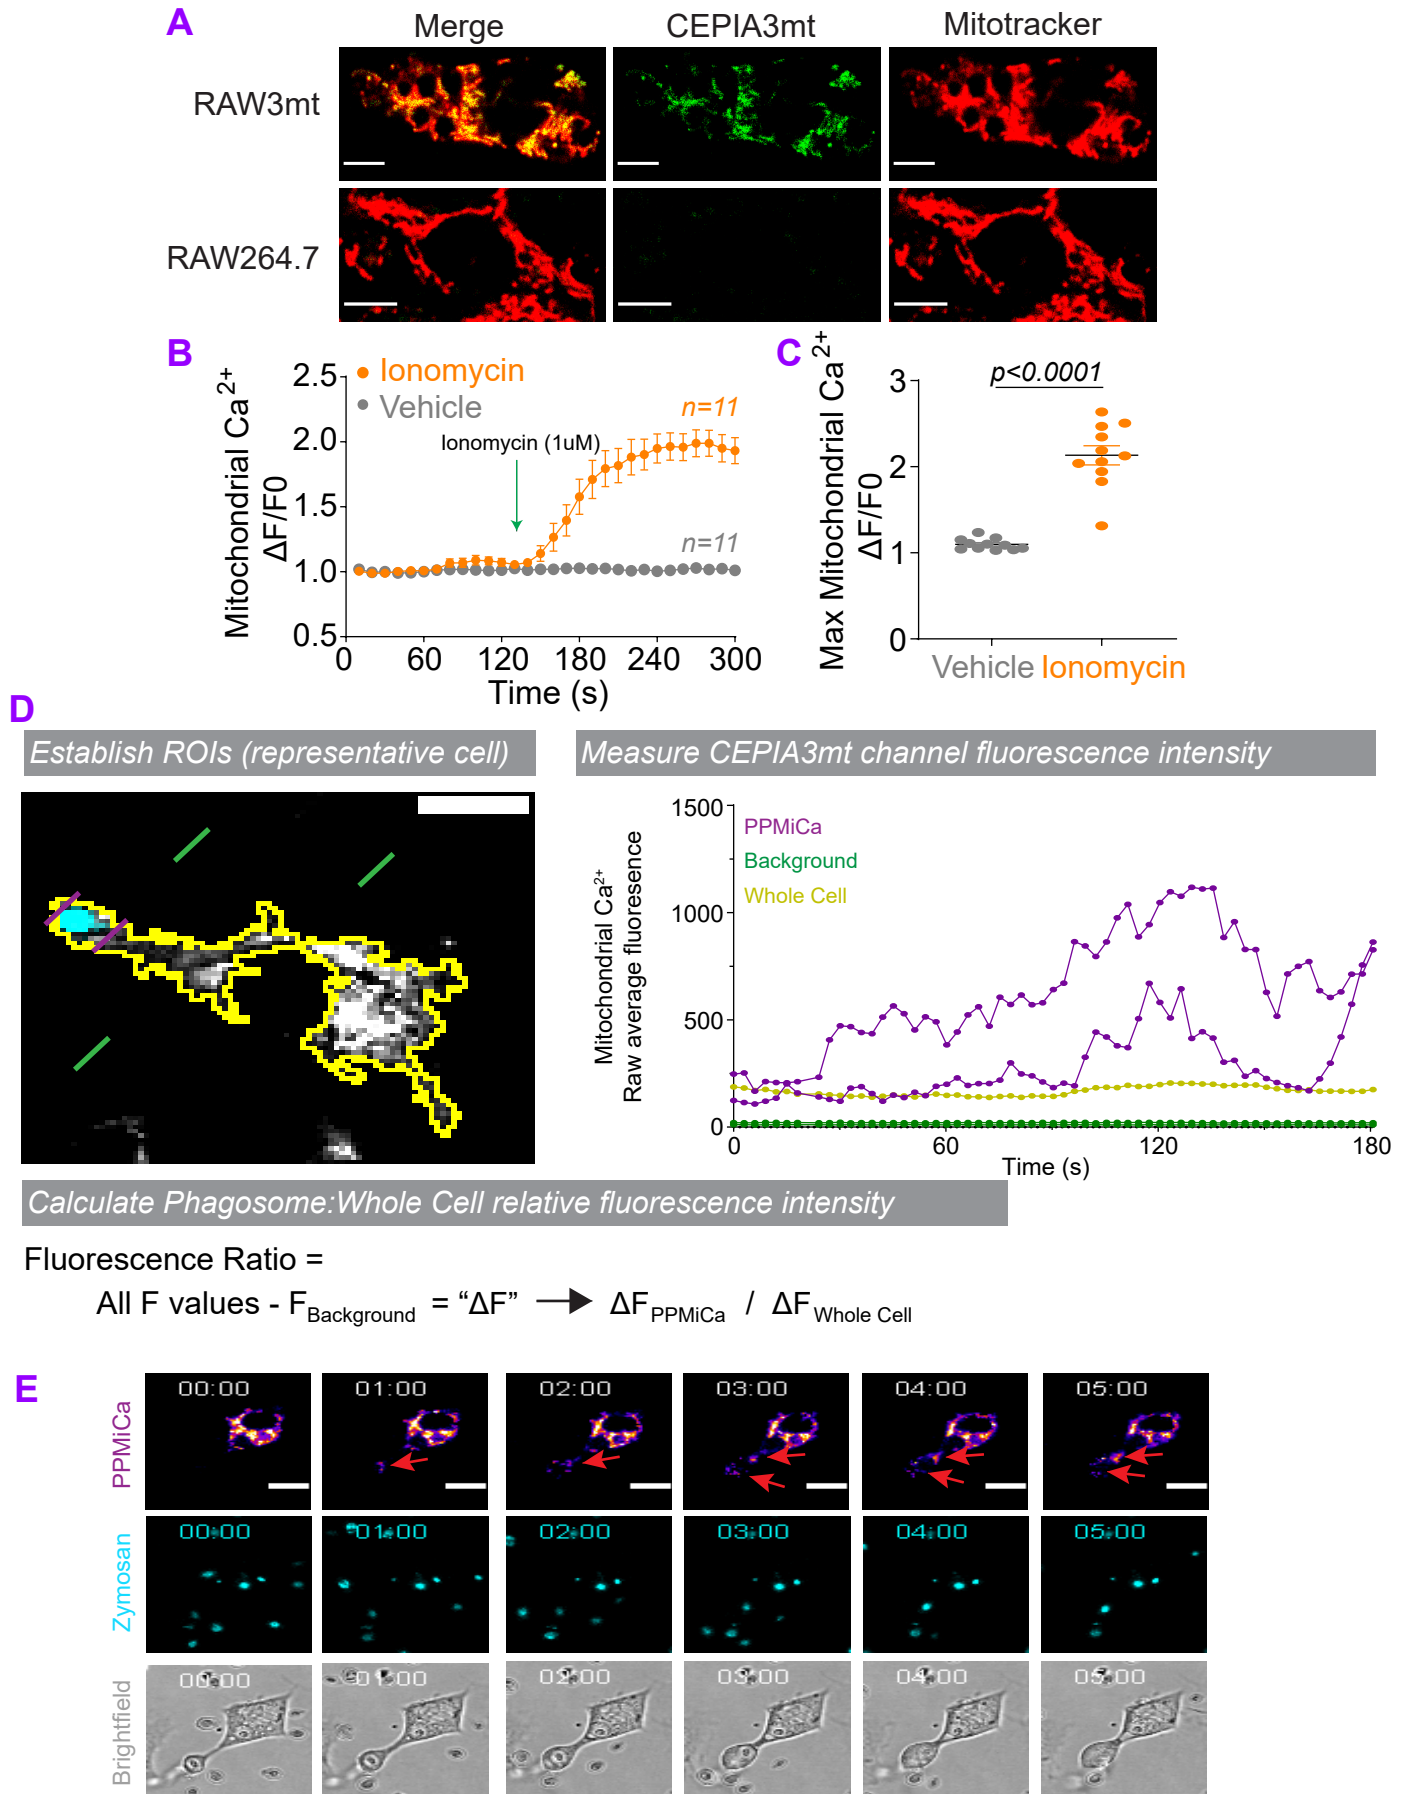 A
Merge
CEPIA3mt
Mitotracker
RAW3mt
RAW264.7
B
Mitochondrial Ca2+
ΔF/F0
2.5
2.0
1.5
1.0
0.5
Ionomycin
Vehicle
n=11
Ionomycin (1uM)
n=11
0 60 120 180 240 300
Time (s)
C
Max Mitochondrial Ca2+
ΔF/F0
3
2
1
0
p<0.0001
Vehicle Ionomycin
D
Establish ROIs (representative cell)
Measure CEPIA3mt channel fluorescence intensity
Mitochondrial Ca2+
Raw average fluoresence
1500
1000
500
0
PPMiCa
Background
Whole Cell
0 60 120 180
Time (s)
Calculate Phagosome:Whole Cell relative fluorescence intensity
Fluorescence Ratio =
All F values - FBackground = “ΔF” → ΔFPPMiCa / ΔFWhole Cell
E
PPMiCa
00:00 01:00 02:00 03:00 04:00 05:00
Zymosan
00:00 01:00 02:00 03:00 04:00 05:00
Brightfield
00:00 01:00 02:00 03:00 04:00 05:00